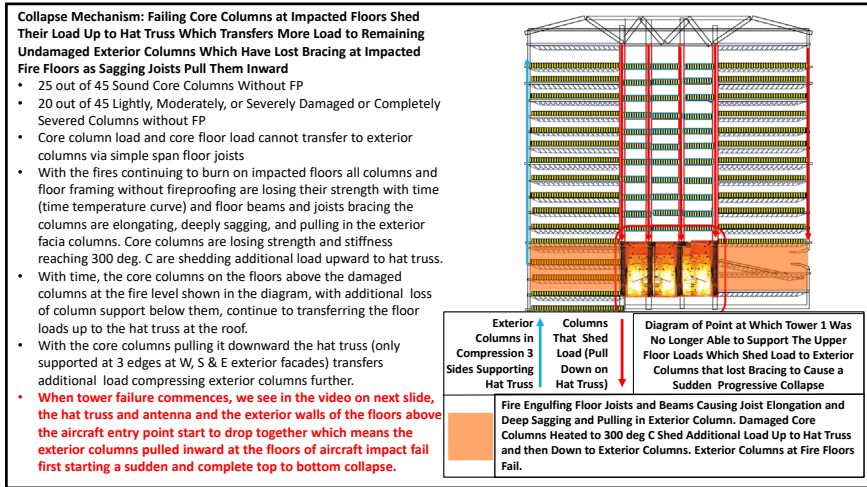 Collapse Mechanism: Failing Core Columns at Impacted Floors Shed
Their Load Up to Hat Truss Which Transfers More Load to Remaining
Undamaged Exterior Columns Which Have Lost Bracing at Impacted
Fire Floors as Sagging Joists Pull Them Inward
• 25 out of 45 Sound Core Columns Without FP
• 20 out of 45 Lightly, Moderately, or Severely Damaged or Completely
Severed Columns without FP
• Core column load and core floor load cannot transfer to exterior
columns via simple span floor joists
• With the fires continuing to burn on impacted floors all columns and
floor framing without fireproofing are losing their strength with time
(time temperature curve) and floor beams and joists bracing the
columns are elongating, deeply sagging, and pulling in the exterior
facia columns. Core columns are losing strength and stiffness
reaching 300 deg. C are shedding additional load upward to hat truss.
• With time, the core columns on the floors above the damaged
columns at the fire level shown in the diagram, with additional loss
of column support below them, continue to transferring the floor
loads up to the hat truss at the roof.
• With the core columns pulling it downward the hat truss (only
supported at 3 edges at W, S & E exterior facades) transfers
additional load compressing exterior columns further.
• When tower failure commences, we see in the video on next slide,
the hat truss and antenna and the exterior walls of the floors above
the aircraft entry point start to drop together which means the
exterior columns pulled inward at the floors of aircraft impact fail
first starting a sudden and complete top to bottom collapse.
Exterior
Columns in
Compression 3
Sides Supporting
Hat Truss
Columns
That Shed
Load (Pull
Down on
Hat Truss)
Diagram of Point at Which Tower 1 Was
No Longer Able to Support The Upper
Floor Loads Which Shed Load to Exterior
Columns that lost Bracing to Cause a
Sudden Progressive Collapse
Fire Engulfing Floor Joists and Beams Causing Joist Elongation and
Deep Sagging and Pulling in Exterior Column. Damaged Core
Columns Heated to 300 deg C Shed Additional Load Up to Hat Truss
and then Down to Exterior Columns. Exterior Columns at Fire Floors
Fail.